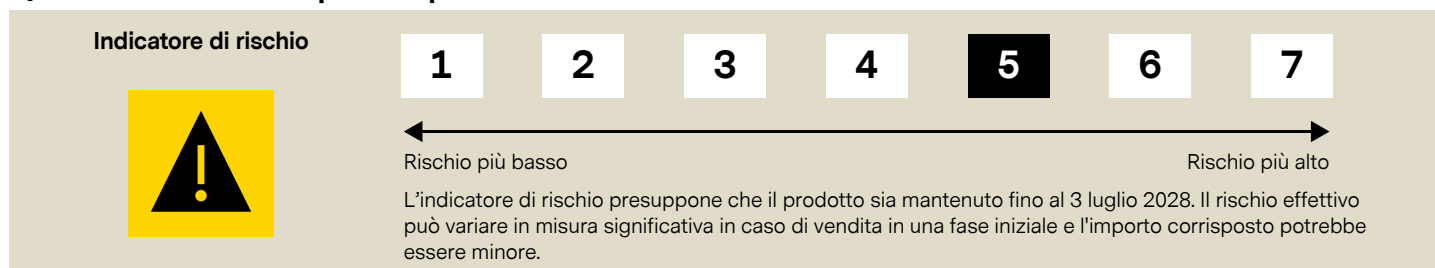 Indicatore di rischio
1 2 3 4 5 6 7
Rischio più basso Rischio più alto
L'indicatore di rischio presuppone che il prodotto sia mantenuto fino al 3 luglio 2028. Il rischio effettivo
può variare in misura significativa in caso di vendita in una fase iniziale e l'importo corrisposto potrebbe
essere minore.